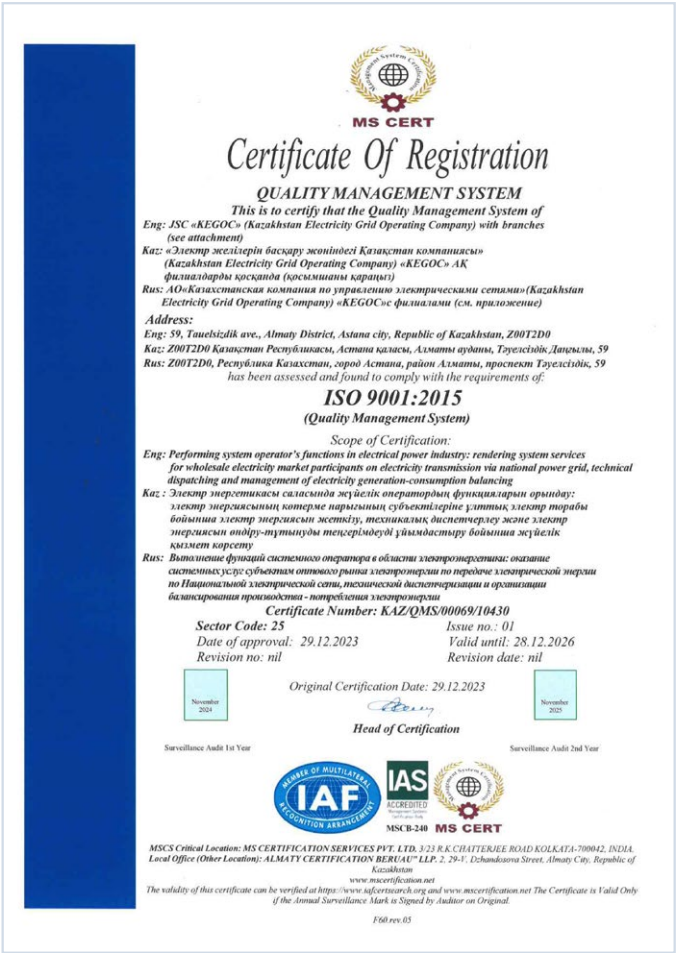 Management System Certification
MS CERT
Certificate Of Registration
QUALITY MANAGEMENT SYSTEM
This is to certify that the Quality Management System of
Eng: JSC «KEGOC» (Kazakhstan Electricity Grid Operating Company) with branches
(see attachment)
Kaz: «Электр желілерін басқару жөніндегі Қазақстан компаниясы»
(Kazakhstan Electricity Grid Operating Company) «KEGOC» АҚ
филиалдарды қосқанда (қосымшаны қараңыз)
Rus: АО«Казахстанская компания по управлению электрическими сетями»(Kazakhstan
Electricity Grid Operating Company) «KEGOC»с филиалами (см. приложение)
Address:
Eng: 59, Tauelsizdik ave., Almaty District, Astana city, Republic of Kazakhstan, Z00T2D0
Kaz: Z00T2D0 Қазақстан Республикасы, Астана қаласы, Алматы ауданы, Тәуелсіздік Даңғылы, 59
Rus: Z00T2D0, Республика Казахстан, город Астана, район Алматы, проспект Тәуелсіздік, 59
has been assessed and found to comply with the requirements of:
ISO 9001:2015
(Quality Management System)
Scope of Certification:
Eng: Performing system operator's functions in electrical power industry: rendering system services
for wholesale electricity market participants on electricity transmission via national power grid, technical
dispatching and management of electricity generation-consumption balancing
Kaz : Электр энергетикасы саласында жүйелік оператордың функцияларын орындау:
электр энергиясының көтерме нарығының субъектілеріне ұлттық электр торабы
бойынша электр энергиясын жеткізу, техникалық диспетчерлеу және электр
энергиясын өндіру-тұтынуды теңгерімдеуді ұйымдастыру бойынша жүйелік
қызмет көрсету
Rus: Выполнение функций системного оператора в области электроэнергетики: оказание
системных услуг субъектам оптового рынка электроэнергии по передаче электрической энергии
по Национальной электрической сети, технической диспетчеризации и организации
балансирования производства - потребления электроэнергии
Certificate Number: KAZ/QMS/00069/10430
Sector Code: 25 Issue no.: 01
Date of approval: 29.12.2023 Valid until: 28.12.2026
Revision no: nil Revision date: nil
Original Certification Date: 29.12.2023
November
2024
November
2025
Head of Certification
Surveillance Audit 1st Year Surveillance Audit 2nd Year
MEMBER OF MULTILATERAL
IAF
RECOGNITION ARRANGEMENT
IAS
ACCREDITED
Management Systems
Certification Body
MSCB-240
Management System Certification
MS CERT
MSCS Critical Location: MS CERTIFICATION SERVICES PVT. LTD. 3/23 R.K.CHATTERJEE ROAD KOLKATA-700042, INDIA.
Local Office (Other Location): ALMATY CERTIFICATION BERUAU" LLP. 2, 29-V, Dzhandosova Street, Almaty City, Republic of
Kazakhstan
www.mscertification.net
The validity of this certificate can be verified at https://www.iafcertsearch.org and www.mscertification.net The Certificate is Valid Only
if the Annual Surveillance Mark is Signed by Auditor on Original.
F60.rev.05